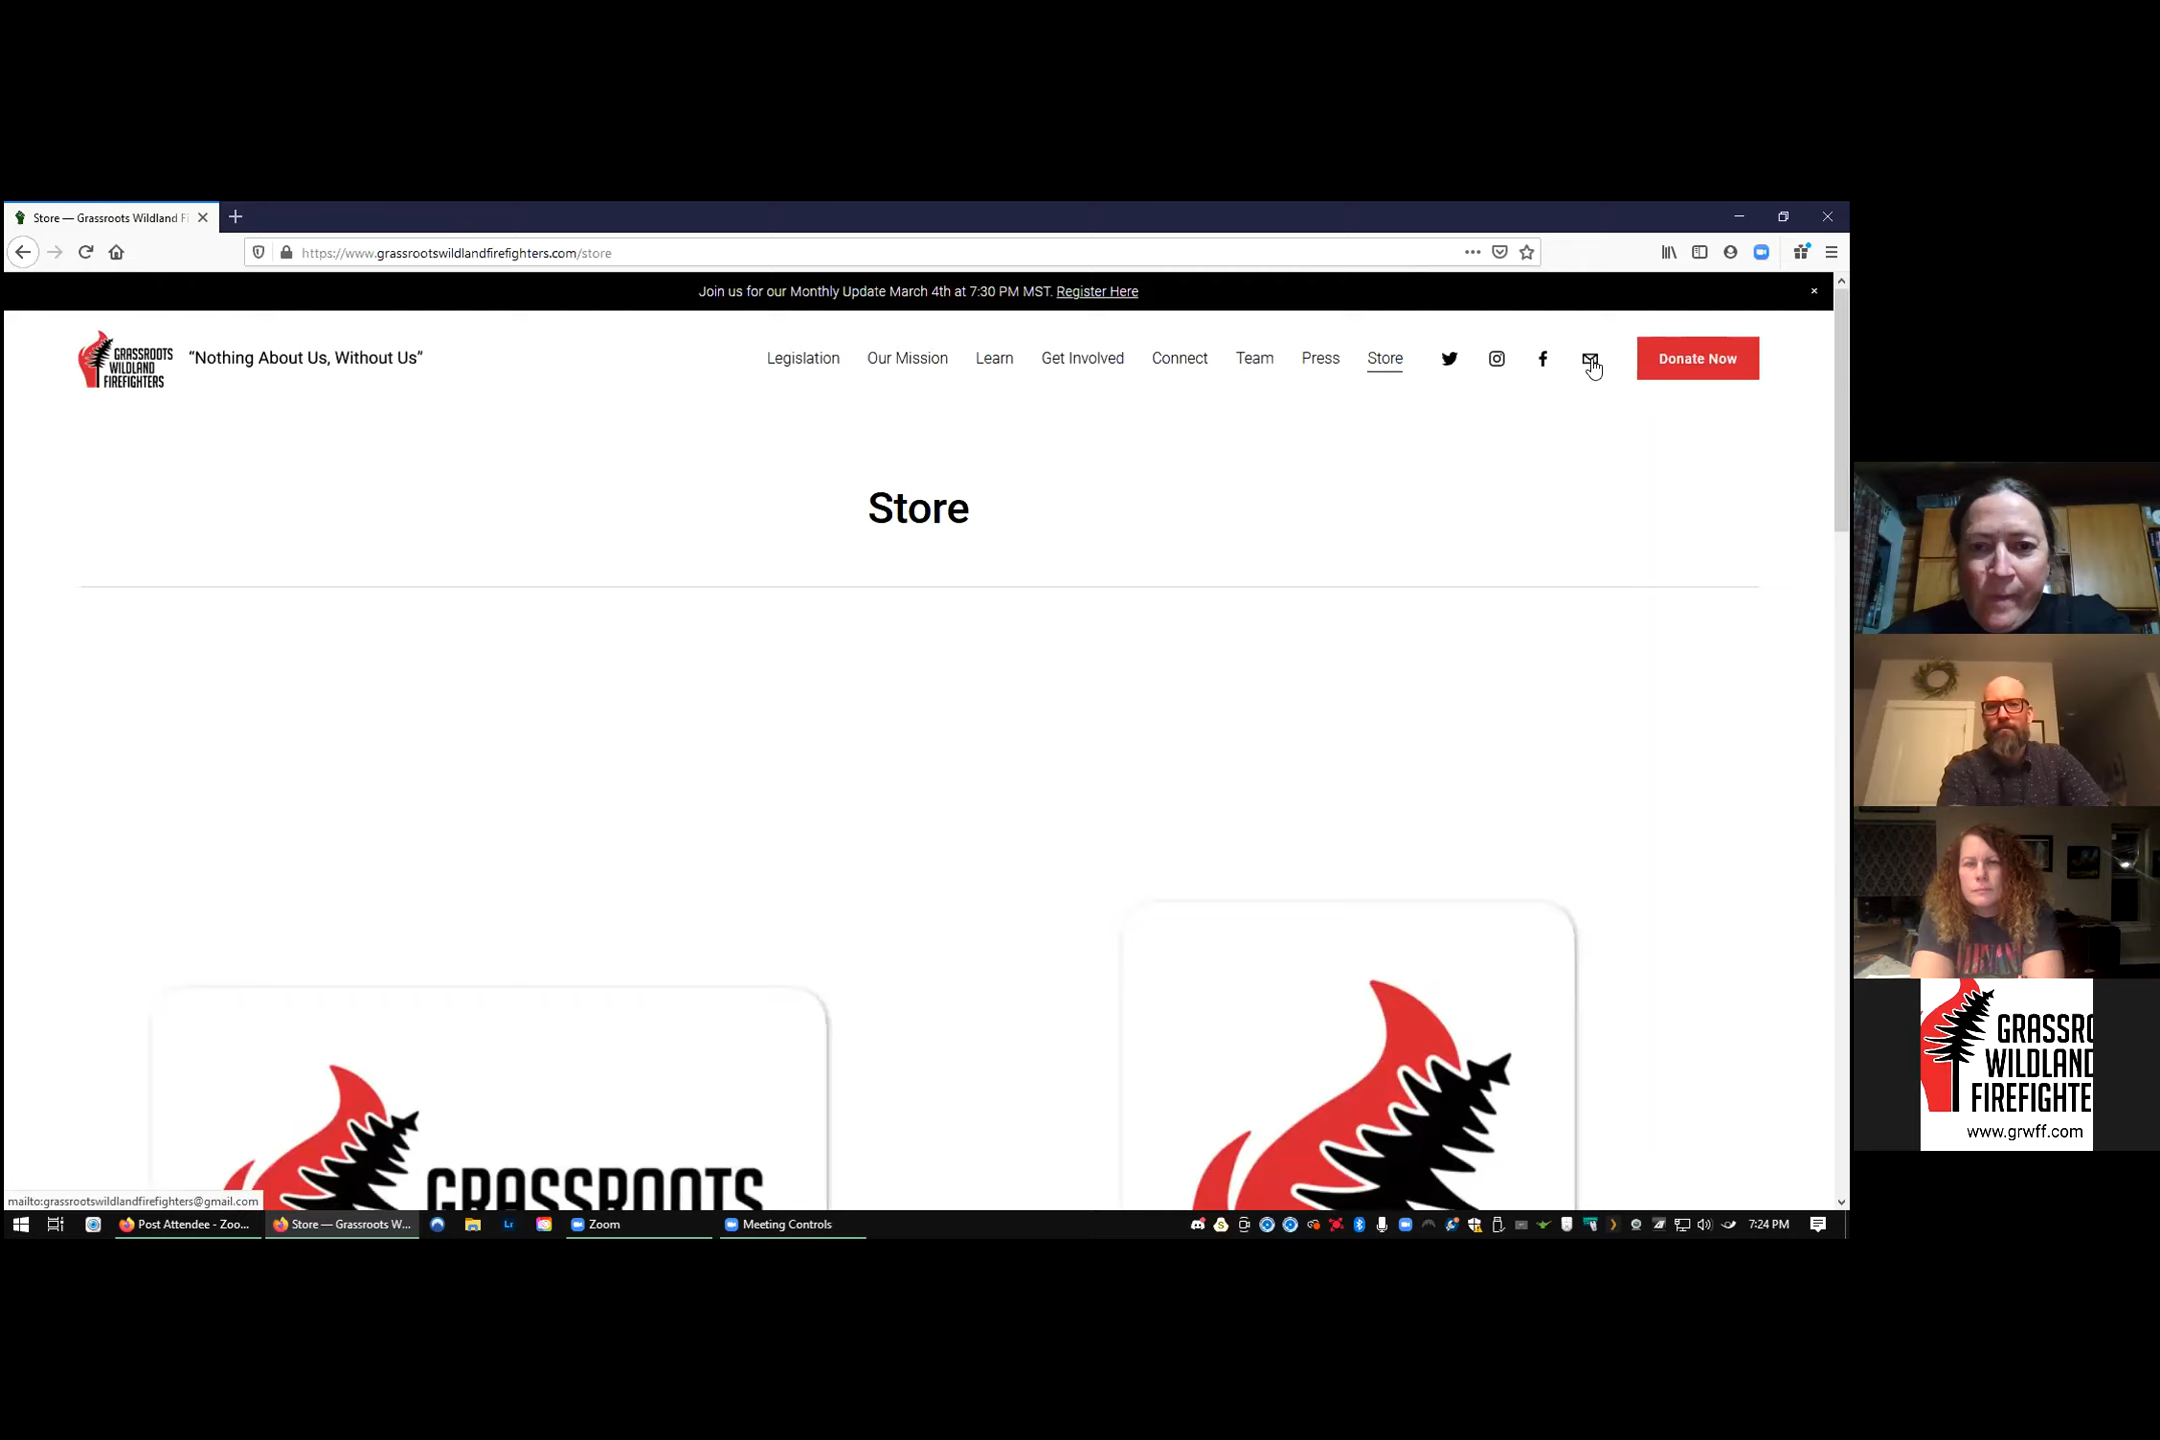 Store — Grassroots Wildland Fi
https://www.grassrootswildlandfirefighters.com/store
Join us for our Monthly Update March 4th at 7:30 PM MST. Register Here
GRASSROOTS
WILDLAND
FIREFIGHTERS
“Nothing About Us, Without Us”
Legislation Our Mission Learn Get Involved Connect Team Press Store Donate Now
Store
GRASSROOTS
GRASSRO
WILDLAND
FIREFIGHTE
www.grwff.com
mailto:grassrootswildlandfirefighters@gmail.com
Post Attendee - Zoo... Store — Grassroots W... Lr Zoom Meeting Controls 7:24 PM